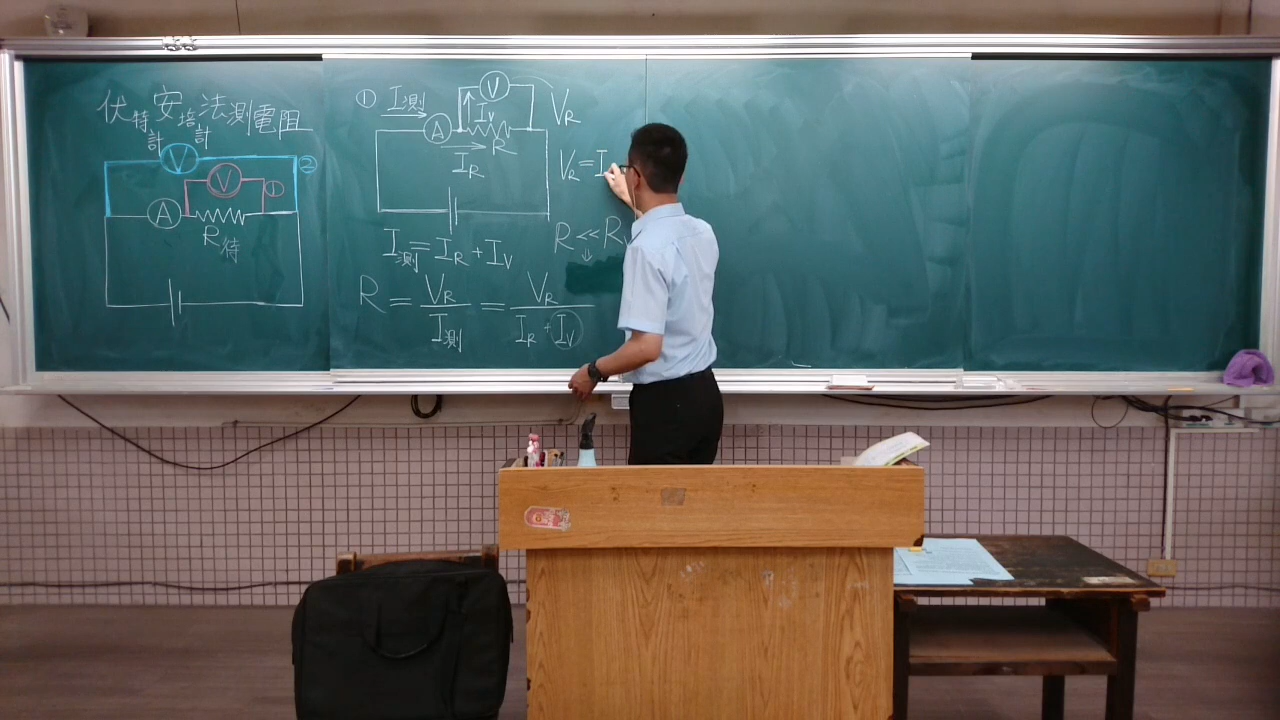 伏特計安培計法測電阻
V
②
V
①
A
R待
① I測
V
VR
IV
A
R
IR
VR=I
I測=IR+IV
R<<R
↓
R=VR/I測=VR/IR+IV